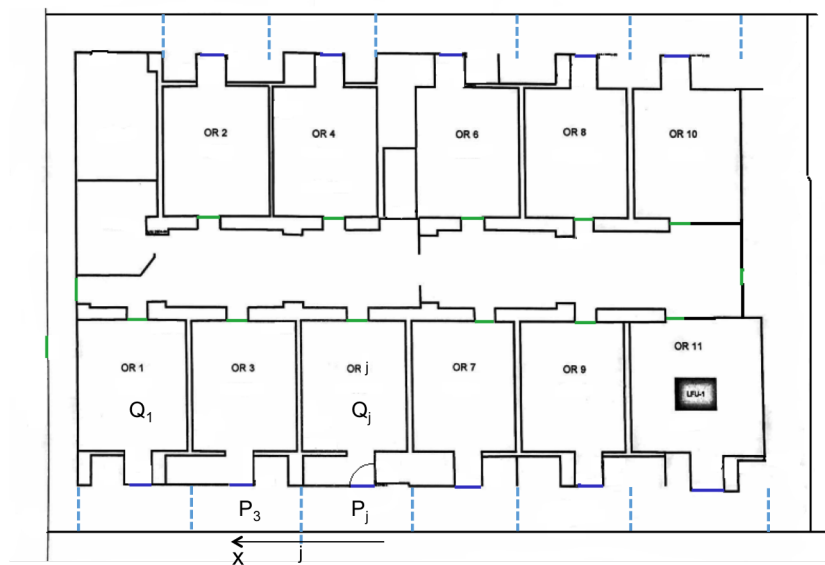 OR 2
OR 4
OR 6
OR 8
OR 10
OR 1
OR 3
OR j
OR 7
OR 9
OR 11
LFU-1
Q1
Qj
P3
Pj
x
j